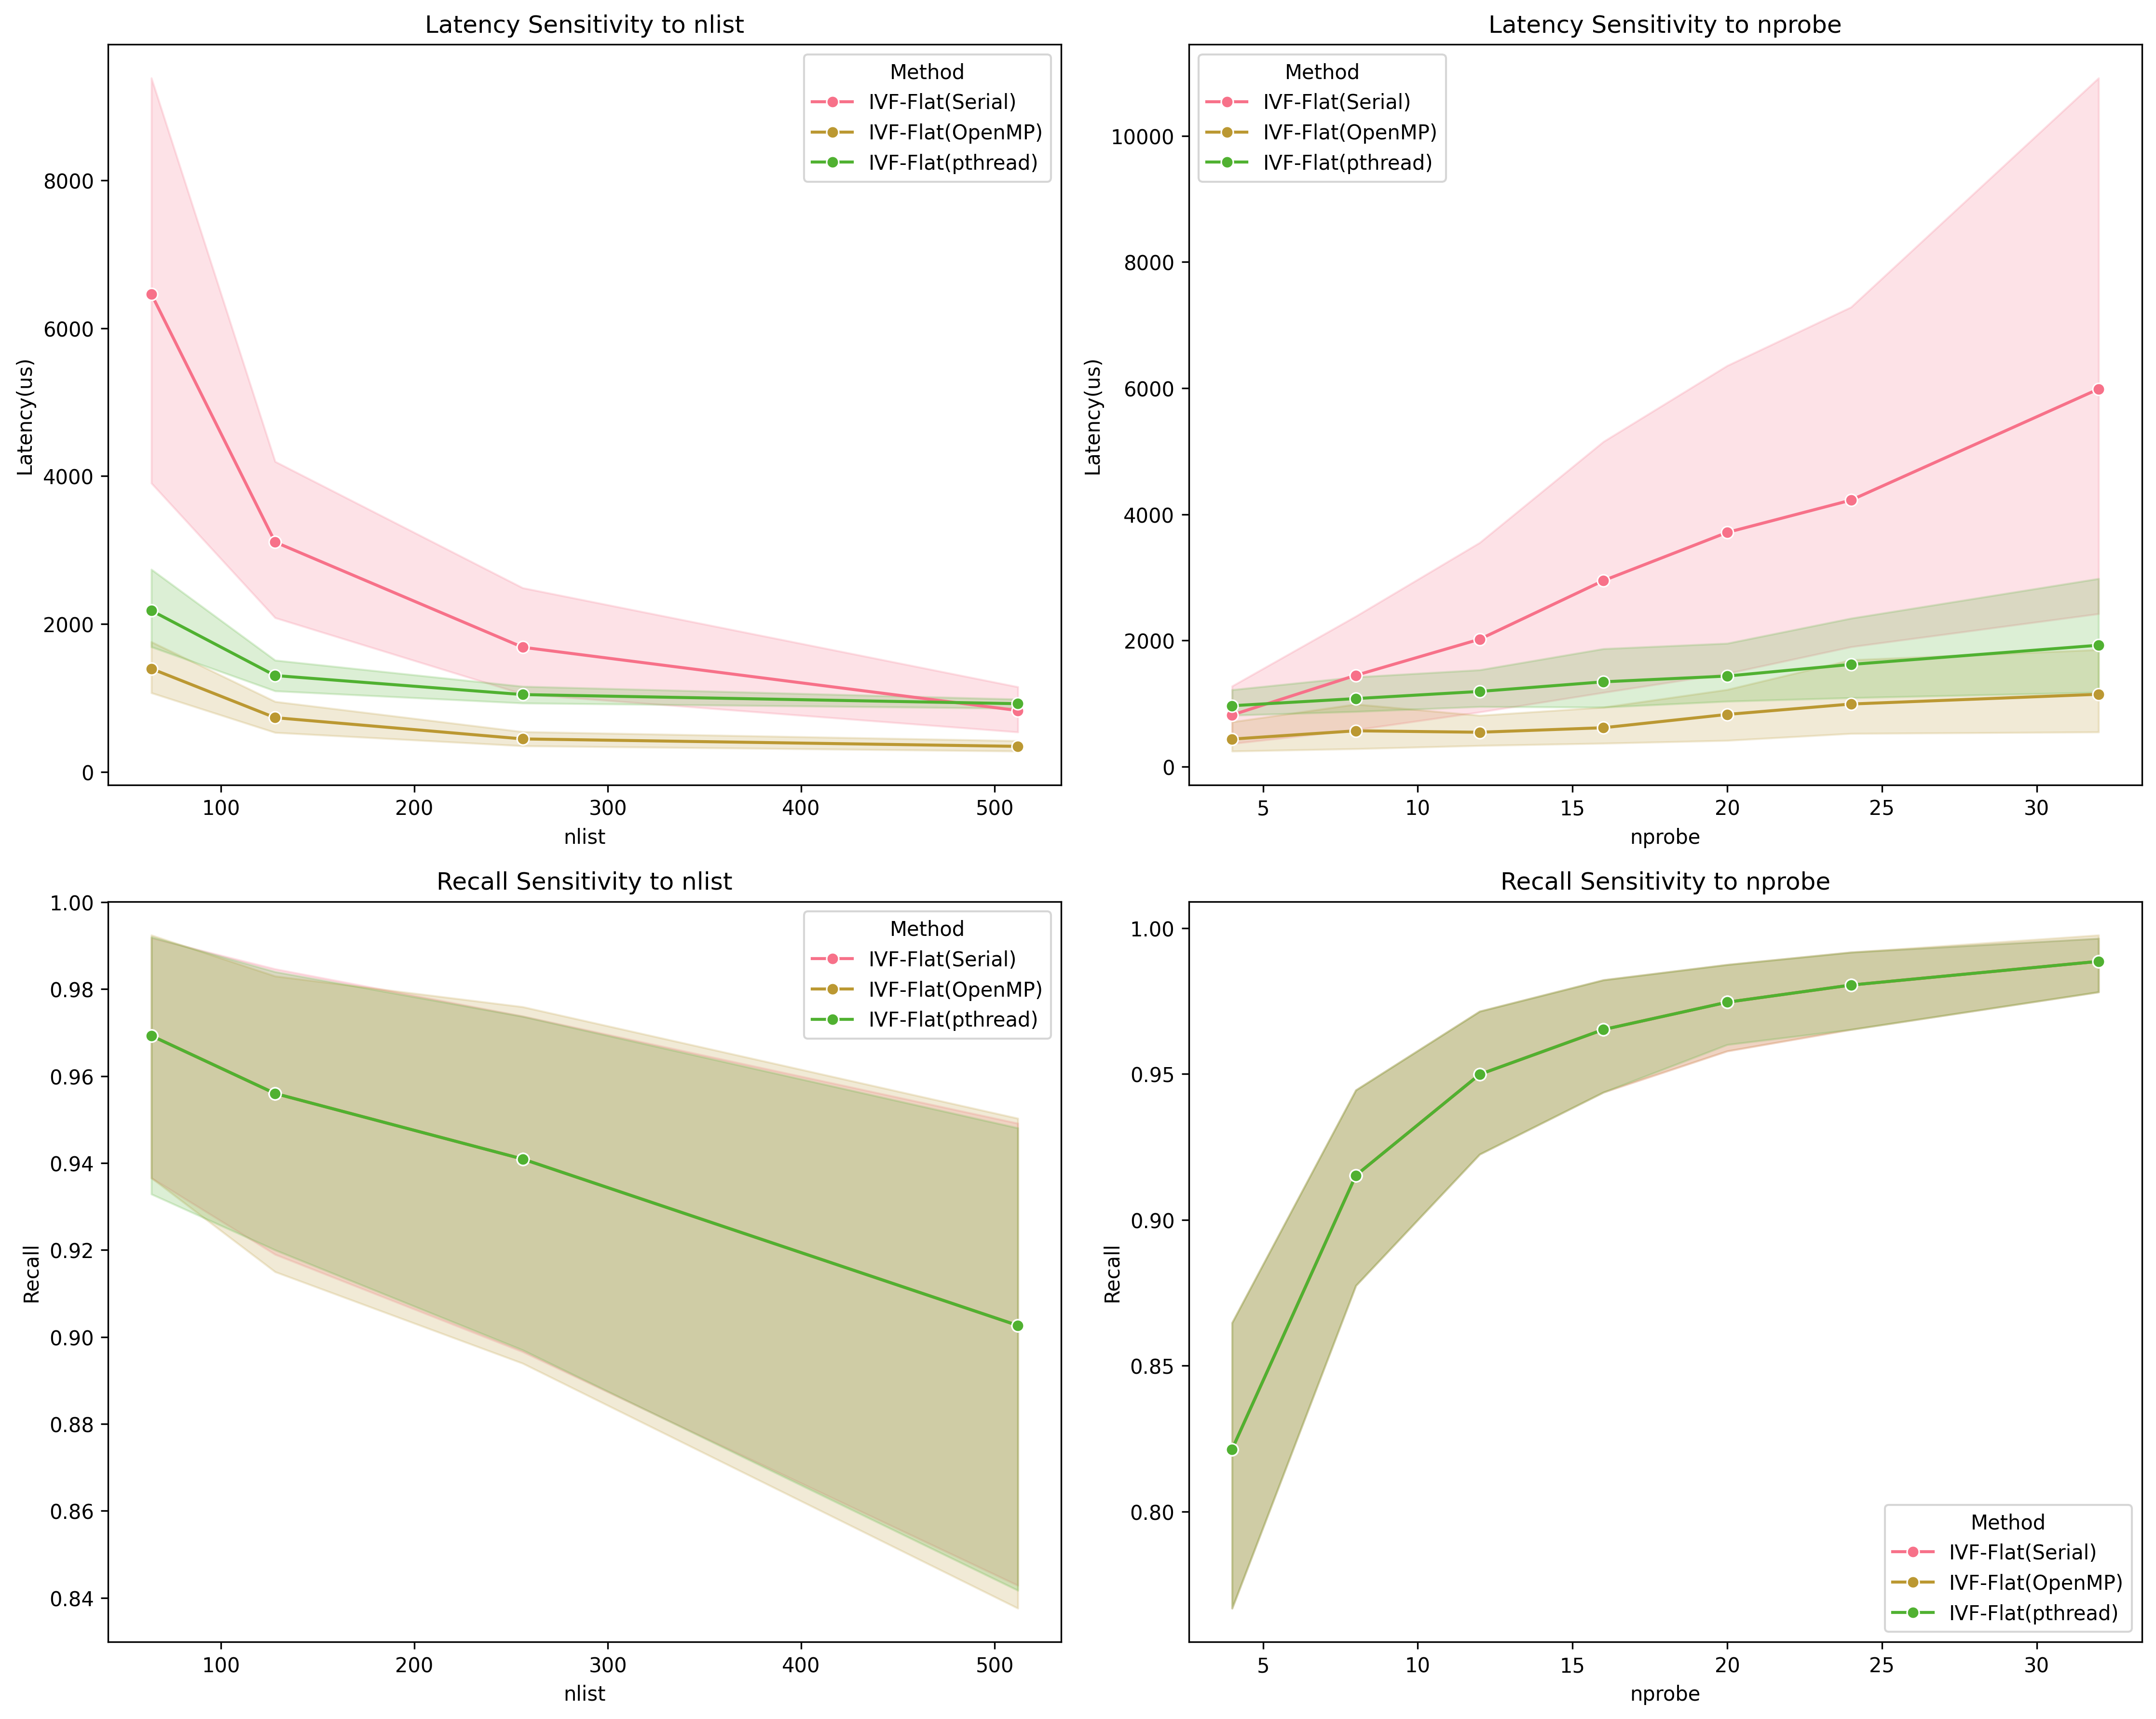 Latency Sensitivity to nlist
Method
IVF-Flat(Serial)
IVF-Flat(OpenMP)
IVF-Flat(pthread)
Latency(us)
8000
6000
4000
2000
0
100 200 300 400 500
nlist
Latency Sensitivity to nprobe
Method
IVF-Flat(Serial)
IVF-Flat(OpenMP)
IVF-Flat(pthread)
Latency(us)
10000
8000
6000
4000
2000
0
5 10 15 20 25 30
nprobe
Recall Sensitivity to nlist
Method
IVF-Flat(Serial)
IVF-Flat(OpenMP)
IVF-Flat(pthread)
Recall
1.00
0.98
0.96
0.94
0.92
0.90
0.88
0.86
0.84
100 200 300 400 500
nlist
Recall Sensitivity to nprobe
Recall
1.00
0.95
0.90
0.85
0.80
Method
IVF-Flat(Serial)
IVF-Flat(OpenMP)
IVF-Flat(pthread)
5 10 15 20 25 30
nprobe